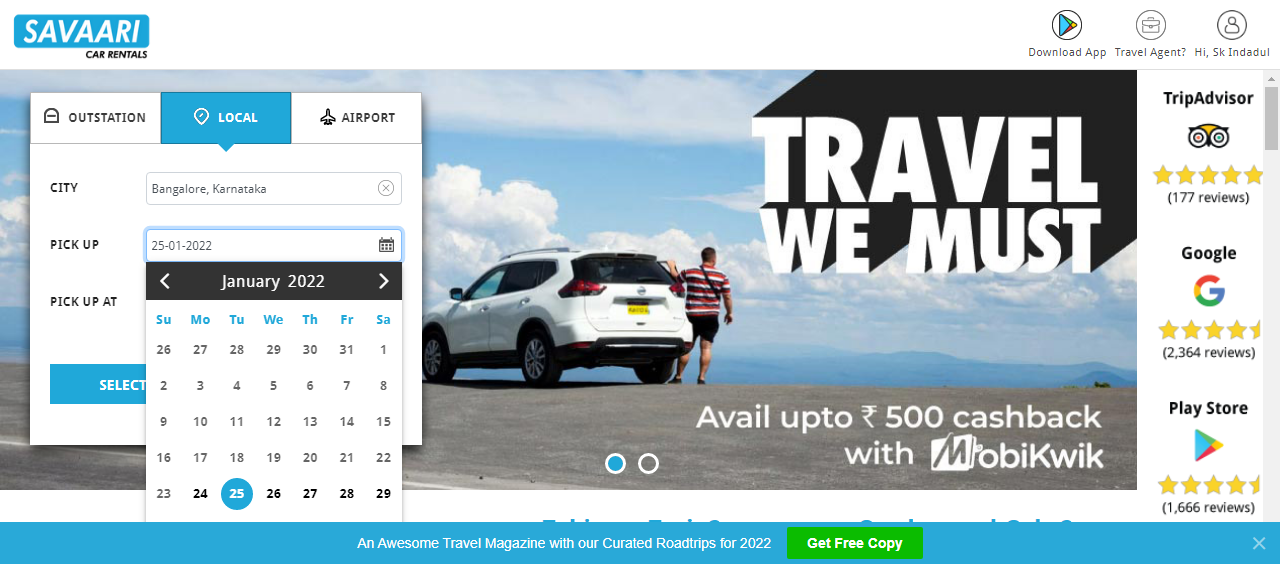 SAVAARI
CAR RENTALS
Download App
Travel Agent?
Hi, Sk Indadul
OUTSTATION
LOCAL
AIRPORT
CITY
Bangalore, Karnataka
PICK UP
25-01-2022
PICK UP AT
January 2022
Su Mo Tu We Th Fr Sa
26 27 28 29 30 31 1
2 3 4 5 6 7 8
9 10 11 12 13 14 15
16 17 18 19 20 21 22
23 24 25 26 27 28 29
SELECT
TRAVEL
WE MUST
Avail upto ₹ 500 cashback
with MobiKwik
TripAdvisor
(177 reviews)
Google
(2,364 reviews)
Play Store
(1,666 reviews)
An Awesome Travel Magazine with our Curated Roadtrips for 2022
Get Free Copy